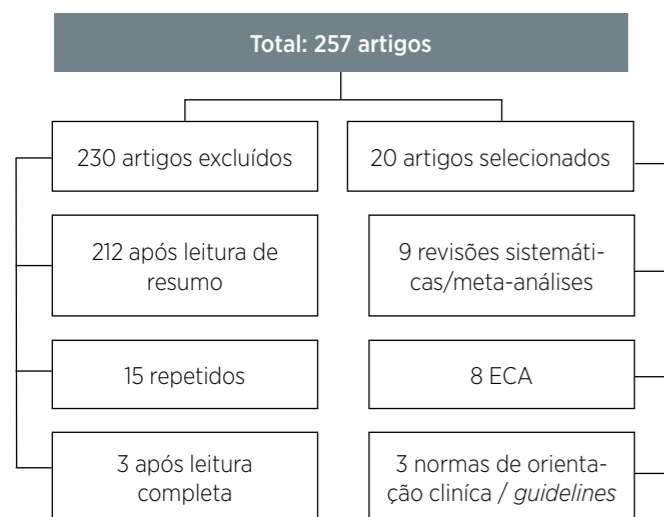 Total: 257 artigos
230 artigos excluídos
20 artigos selecionados
212 após leitura de
resumo
9 revisões sistemáti-
cas/meta-análises
15 repetidos
8 ECA
3 após leitura
completa
3 normas de orienta-
ção cliníca / guidelines